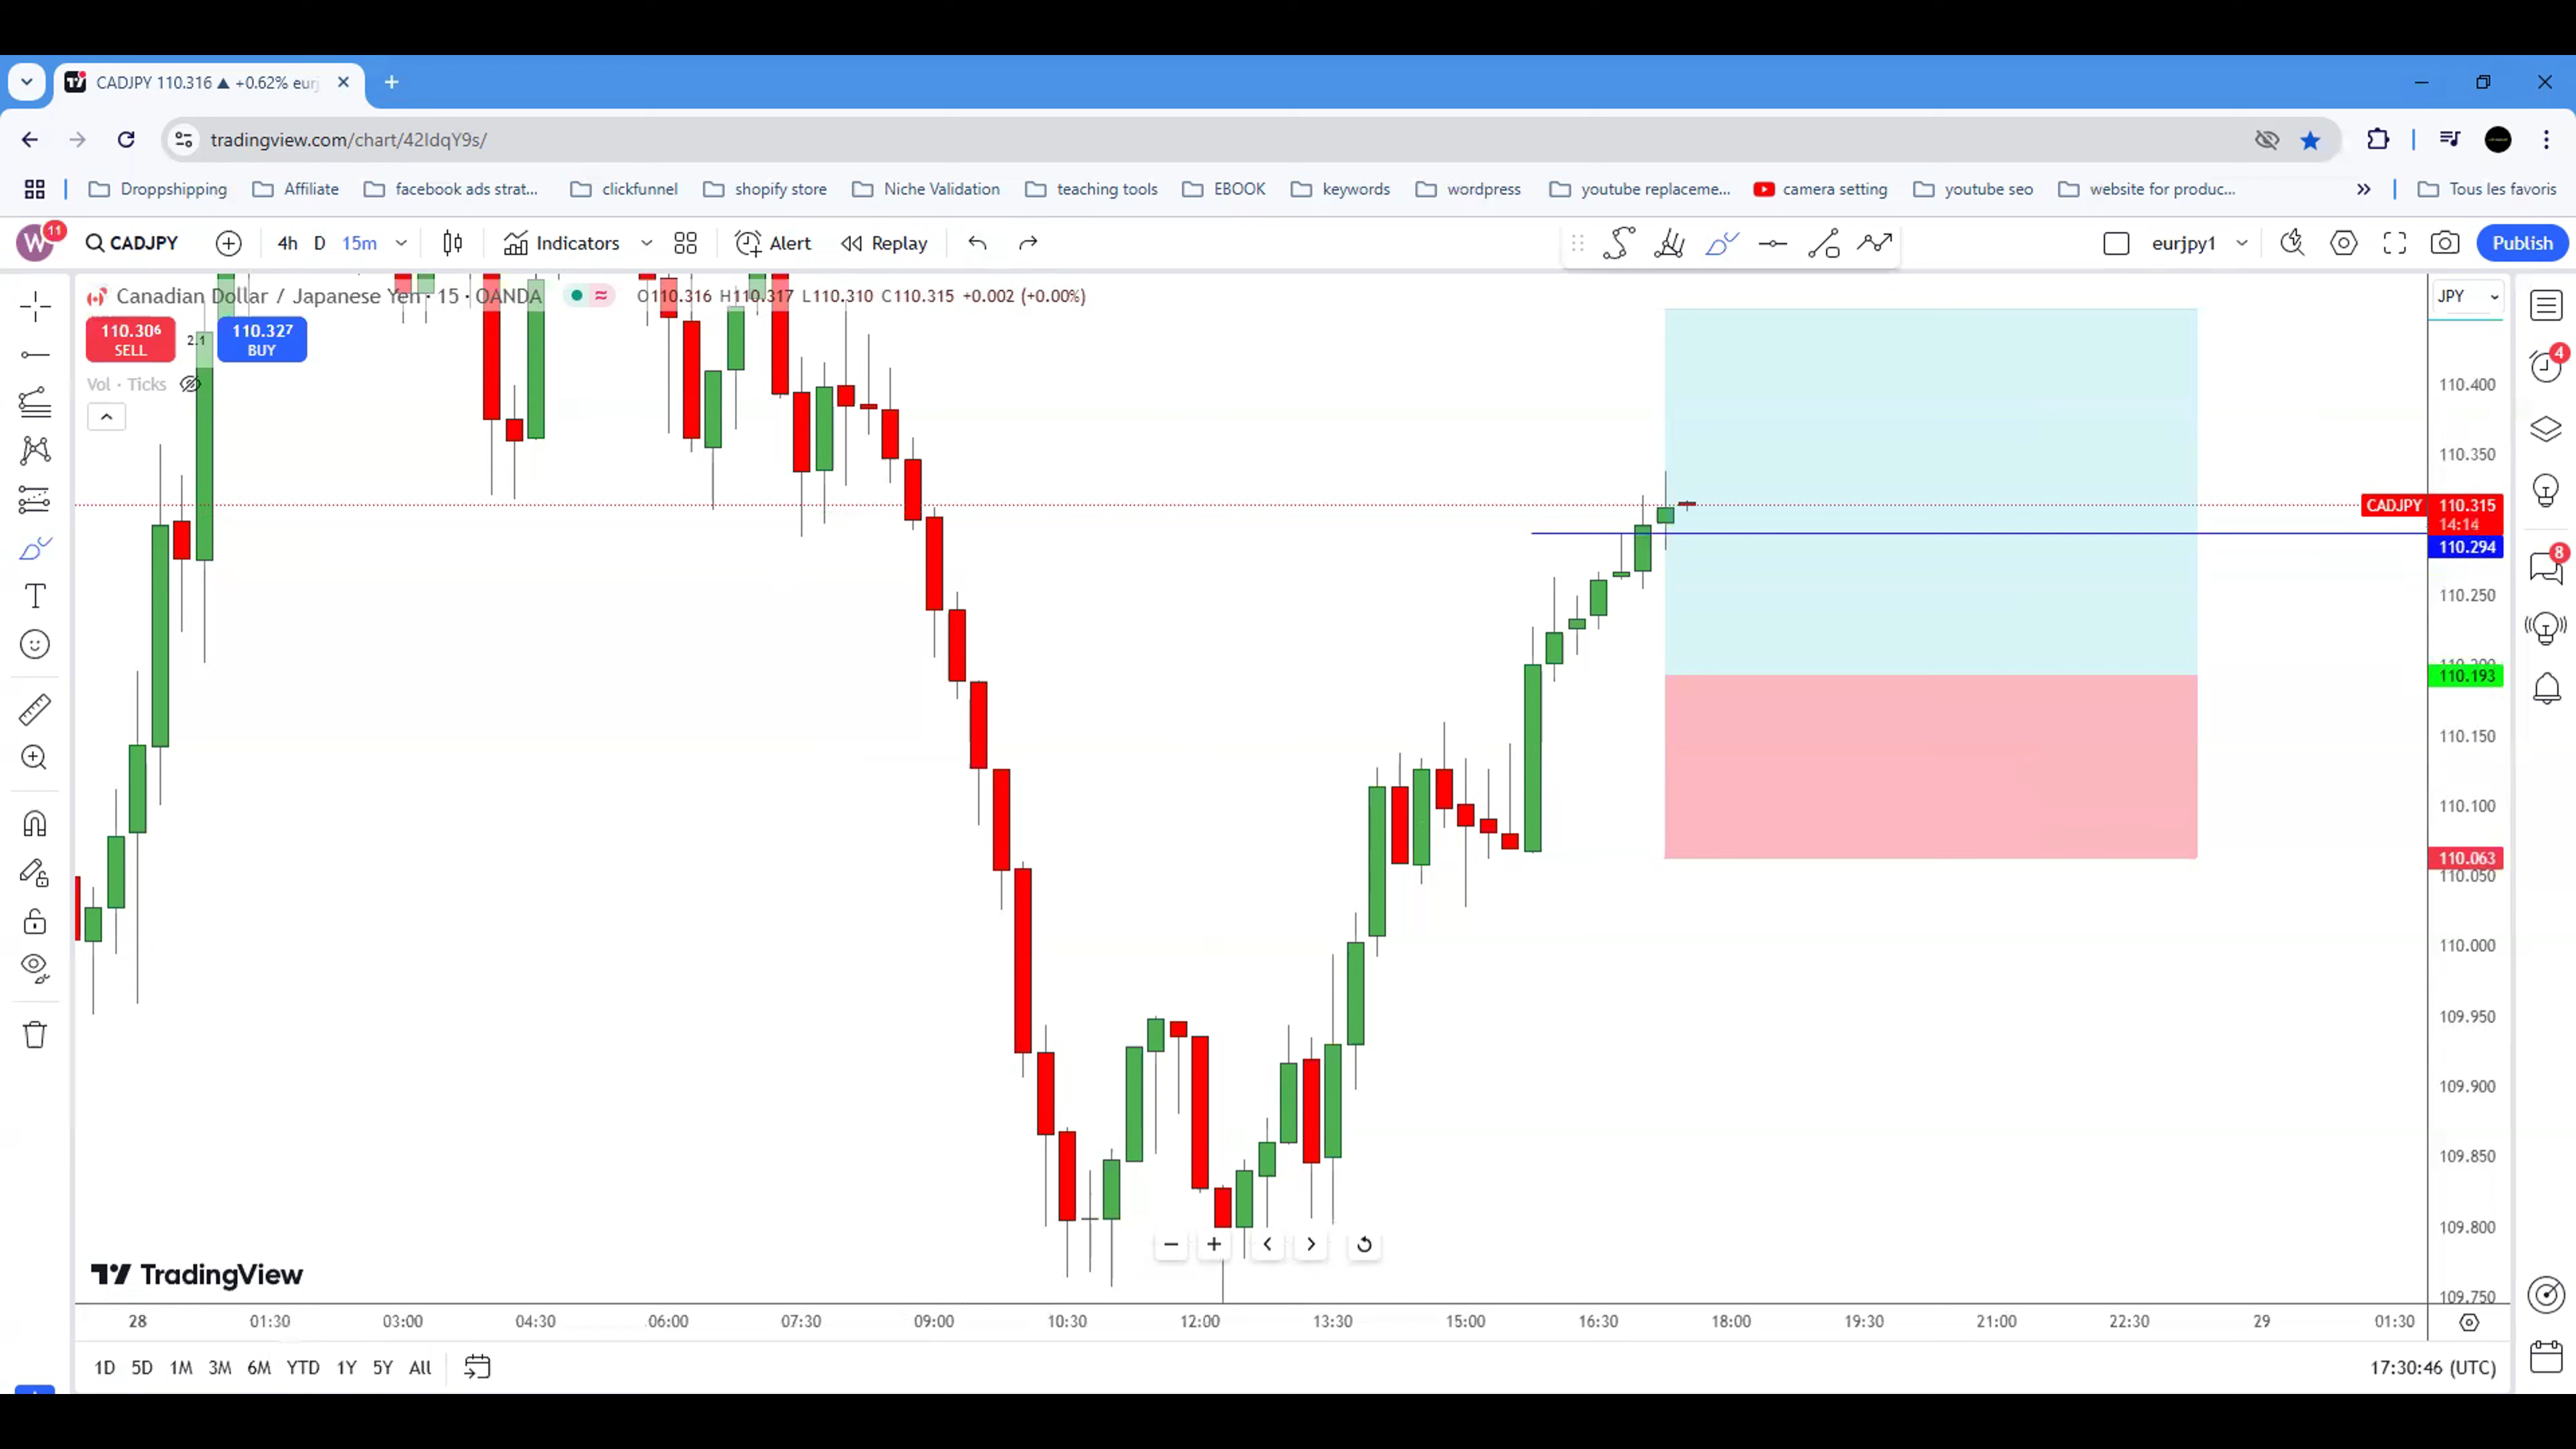 CADJPY 110.316 ▲ +0.62% eurj
tradingview.com/chart/42IdqY9s/
Droppshipping Affiliate facebook ads strat... clickfunnel shopify store Niche Validation teaching tools EBOOK keywords wordpress youtube replaceme... camera setting youtube seo website for produc... Tous les favoris
W 11 CADJPY 4h D 15m Indicators Alert Replay eurjpy1 Publish
Canadian Dollar / Japanese Yen · 15 · OANDA O110.316 H110.317 L110.310 C110.315 +0.002 (+0.00%)
JPY
110.306 SELL 2.1 110.327 BUY
Vol · Ticks
4
110.400
110.350
CADJPY 110.315
14:14
110.294
8
110.250
110.193
110.150
110.100
110.063
110.050
110.000
109.950
109.900
109.850
109.800
109.750
TradingView
28 01:30 03:00 04:30 06:00 07:30 09:00 10:30 12:00 13:30 15:00 16:30 18:00 19:30 21:00 22:30 29 01:30
1D 5D 1M 3M 6M YTD 1Y 5Y All 17:30:46 (UTC)